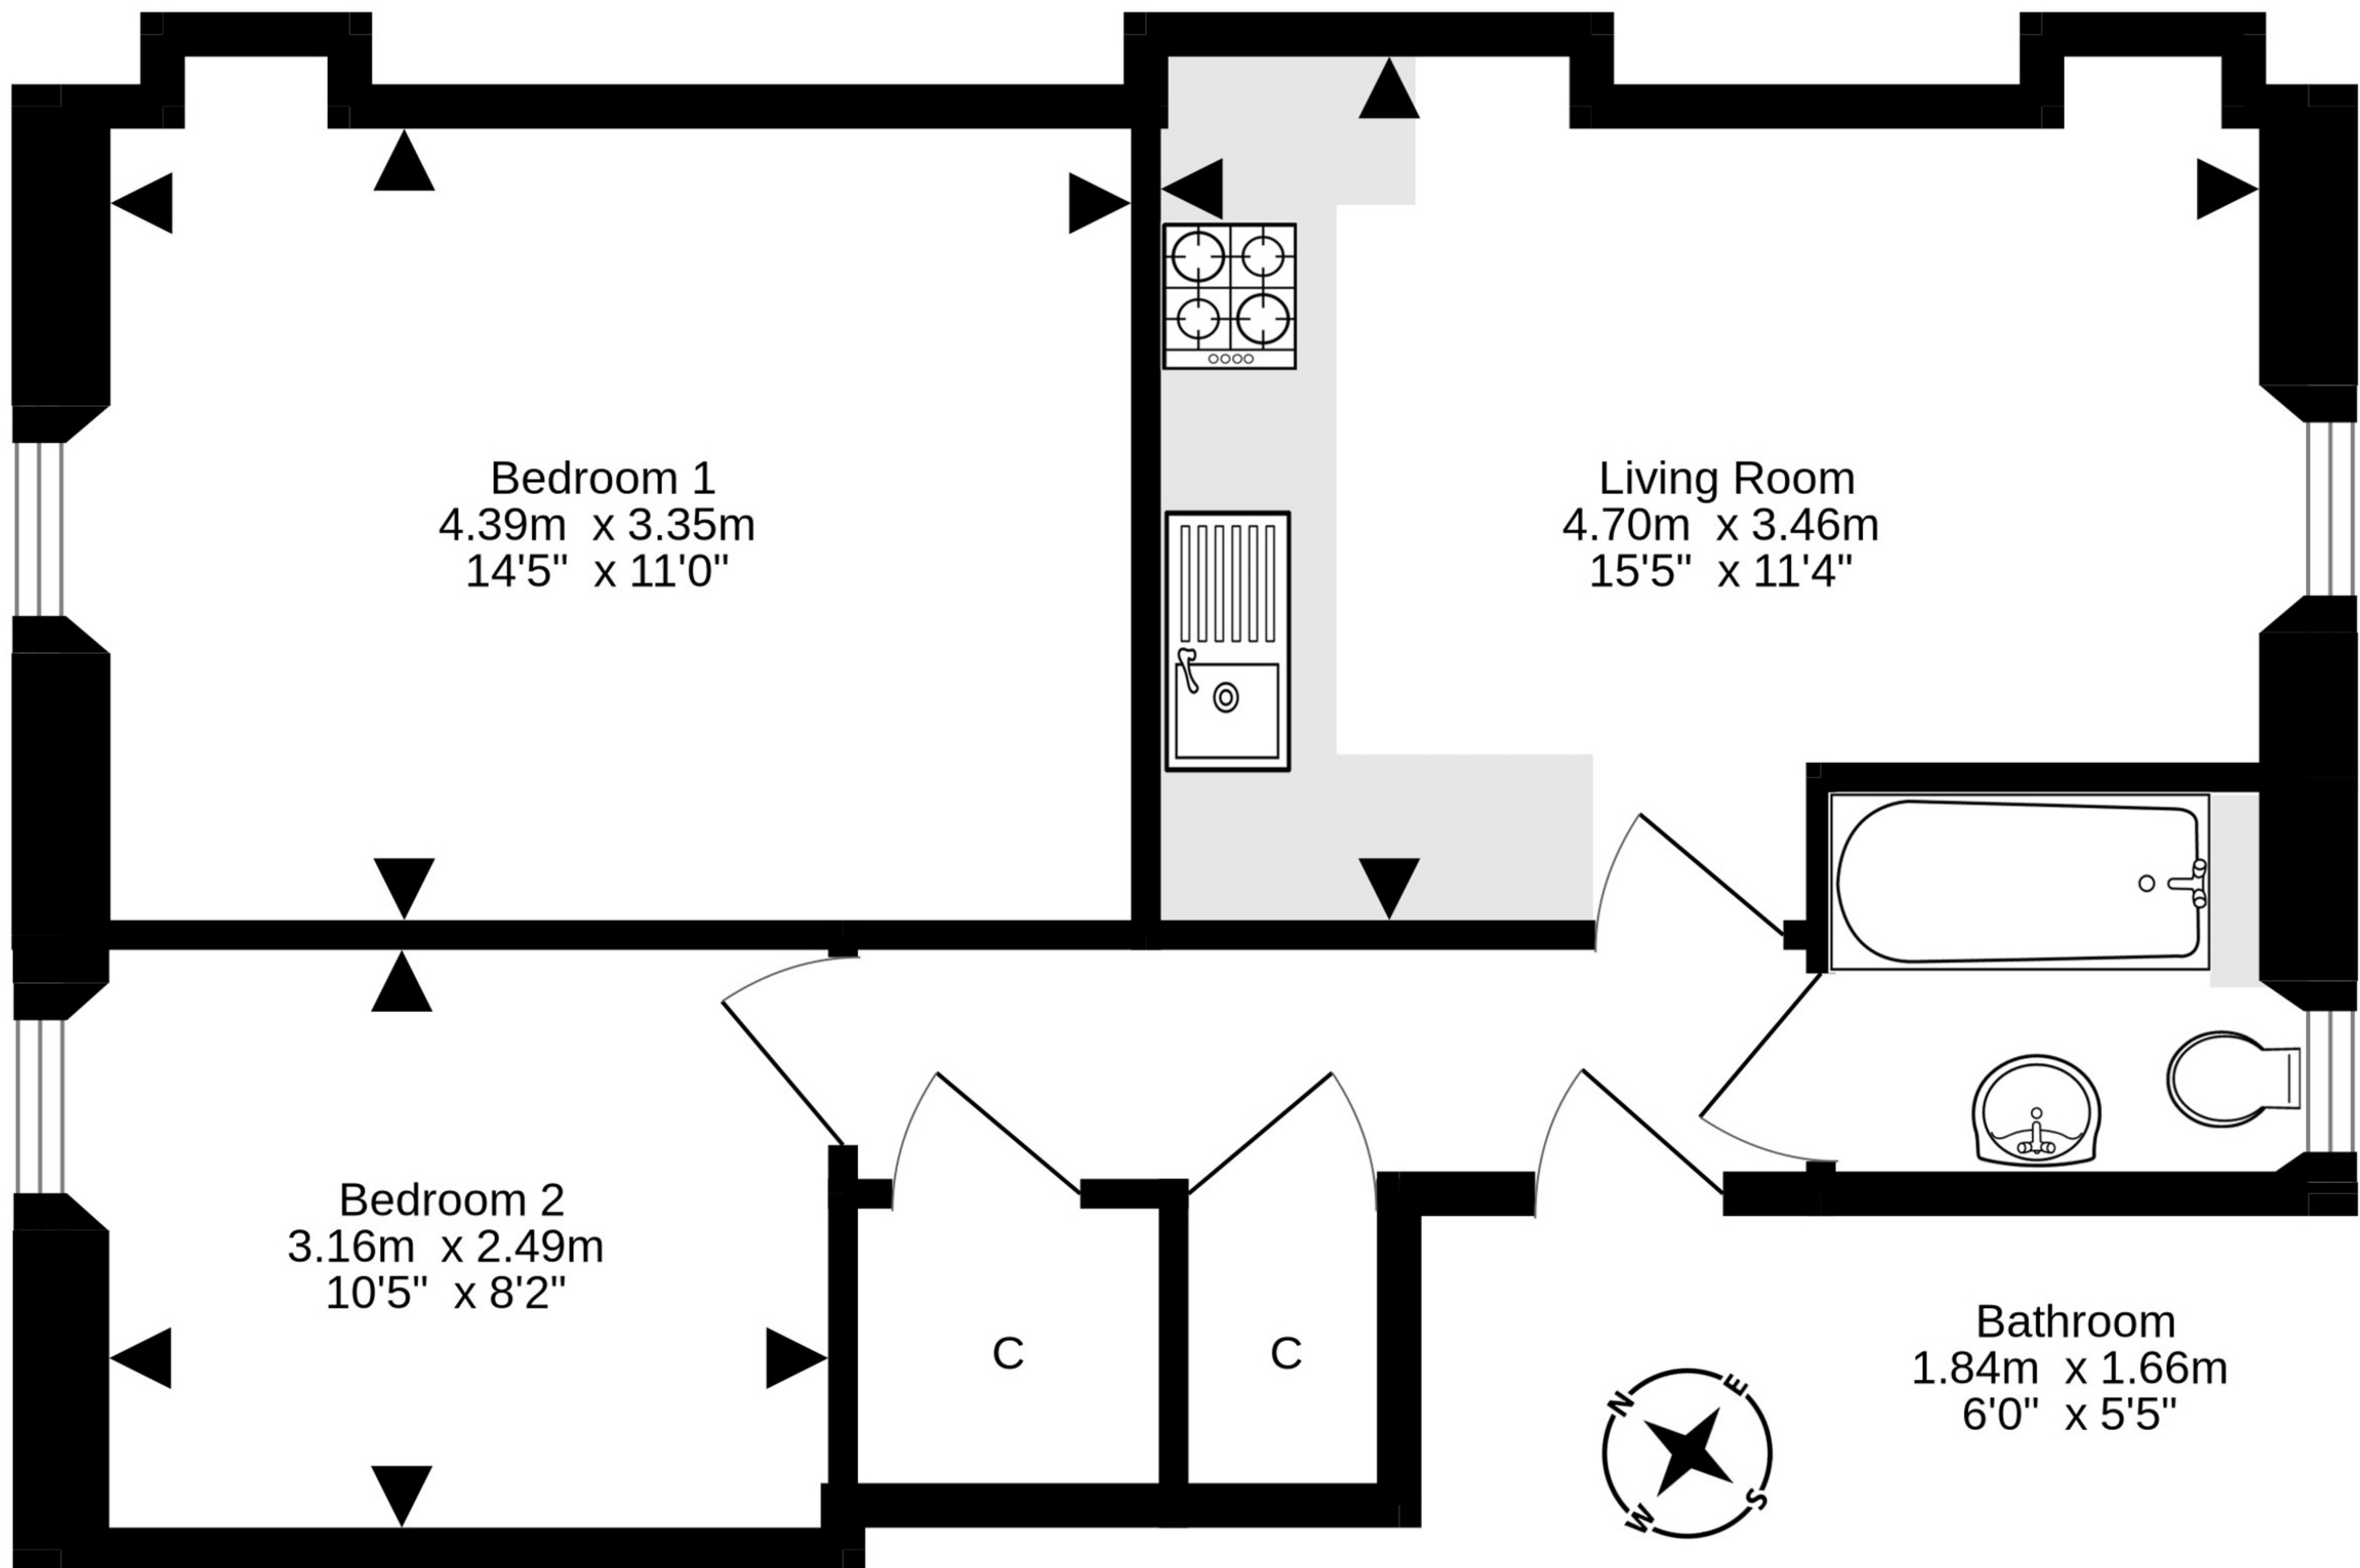 Bedroom 1
4.39m x 3.35m
14'5" x 11'0"
Living Room
4.70m x 3.46m
15'5" x 11'4"
Bedroom 2
3.16m x 2.49m
10'5" x 8'2"
C
C
Bathroom
1.84m x 1.66m
6'0" x 5'5"
N
E
S
W